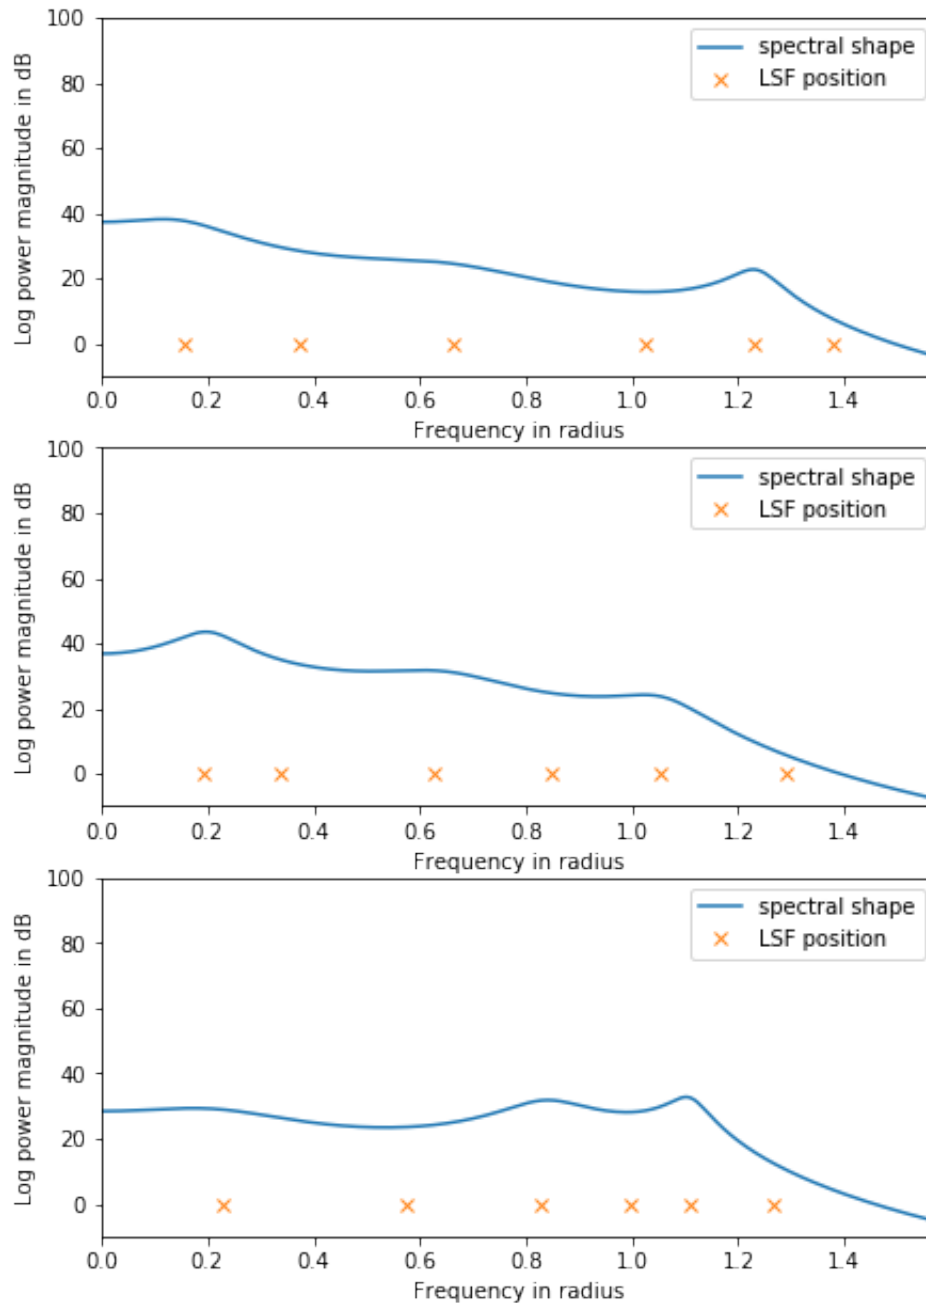 Log power magnitude in dB
100
80
60
40
20
0
spectral shape
LSF position
0.0 0.2 0.4 0.6 0.8 1.0 1.2 1.4
Frequency in radius
Log power magnitude in dB
100
80
60
40
20
0
spectral shape
LSF position
0.0 0.2 0.4 0.6 0.8 1.0 1.2 1.4
Frequency in radius
Log power magnitude in dB
100
80
60
40
20
0
spectral shape
LSF position
0.0 0.2 0.4 0.6 0.8 1.0 1.2 1.4
Frequency in radius